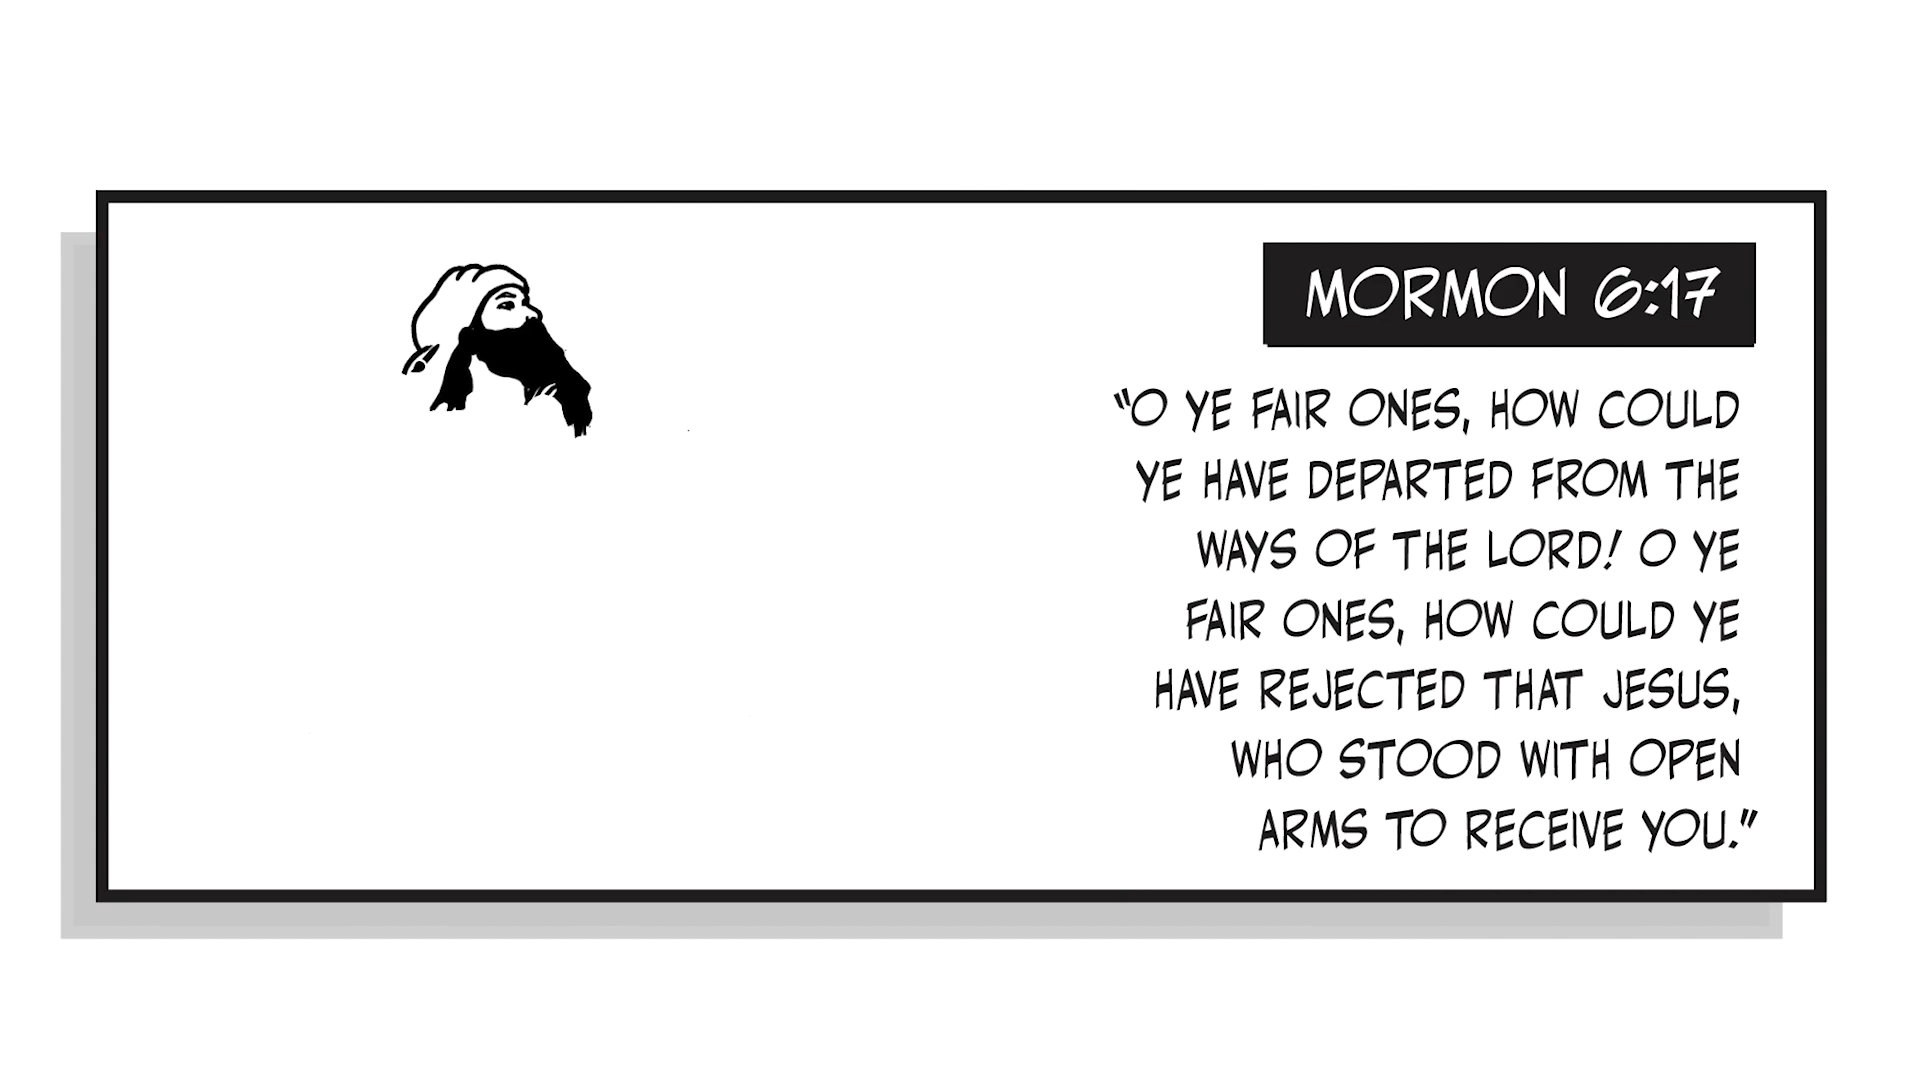 MORMON 6:17
“O YE FAIR ONES, HOW COULD
YE HAVE DEPARTED FROM THE
WAYS OF THE LORD! O YE
FAIR ONES, HOW COULD YE
HAVE REJECTED THAT JESUS,
WHO STOOD WITH OPEN
ARMS TO RECEIVE YOU.”